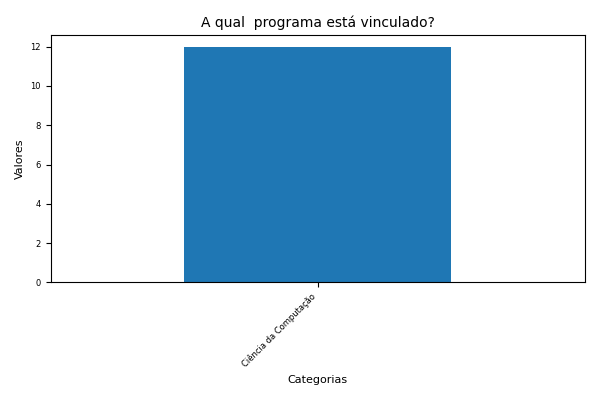 A qual  programa está vinculado?
Valores
12
10
8
6
4
2
0
Ciência da Computação
Categorias